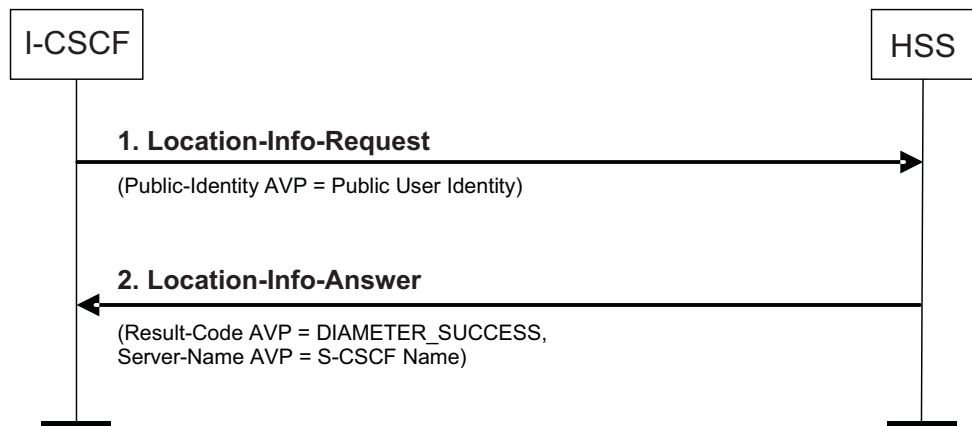 I-CSCF
HSS
1. Location-Info-Request
(Public-Identity AVP = Public User Identity)
2. Location-Info-Answer
(Result-Code AVP = DIAMETER_SUCCESS,
Server-Name AVP = S-CSCF Name)